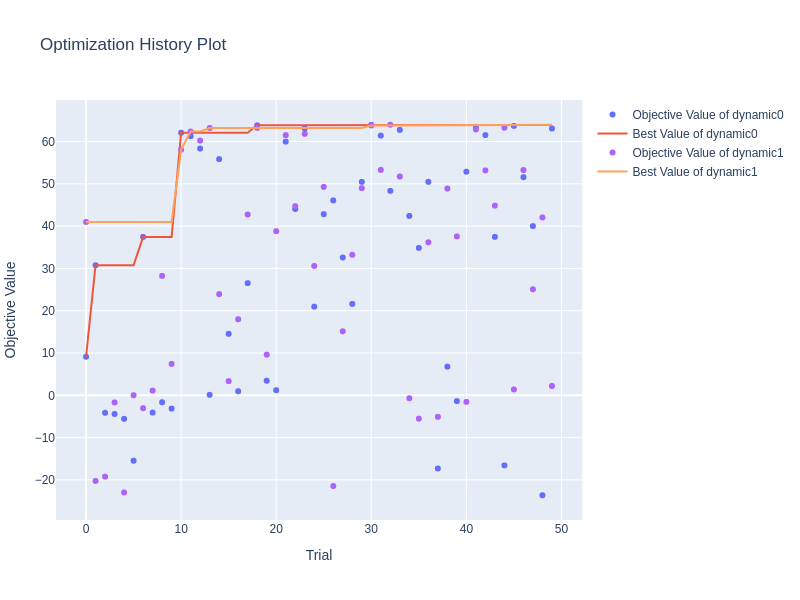 Optimization History Plot
Objective Value of dynamic0
Best Value of dynamic0
Objective Value of dynamic1
Best Value of dynamic1
Objective Value
60
50
40
30
20
10
0
−10
−20
0
10
20
30
40
50
Trial